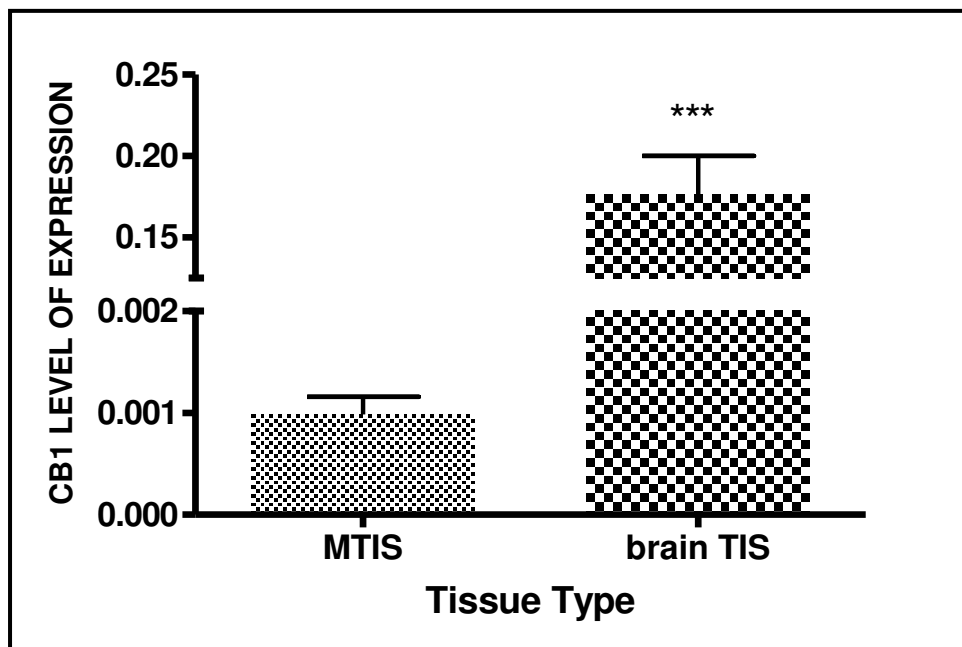 CB1 LEVEL OF EXPRESSION
0.25
0.20
0.15
0.002
0.001
0.000
***
MTIS
brain TIS
Tissue Type